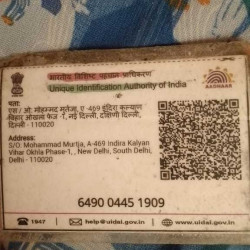 भारतीय विशिष्ट पहचान प्राधिकरण
Unique Identification Authority of India
AADHAAR
पता:
एस / ओ. मोहम्मद मुर्तजा, ए -469 इंदिरा कल्याण
विहार ओखला फेज -1, नई दिल्ली, दक्षिणी दिल्ली,
दिल्ली - 110020
Address:
S/O. Mohammad Murtja, A-469 Indira Kalyan
Vihar Okhla Phase-1, , New Delhi, South Delhi,
Delhi - 110020
6490 0445 1909
1947
help@uidai.gov.in
www.uidai.gov.in